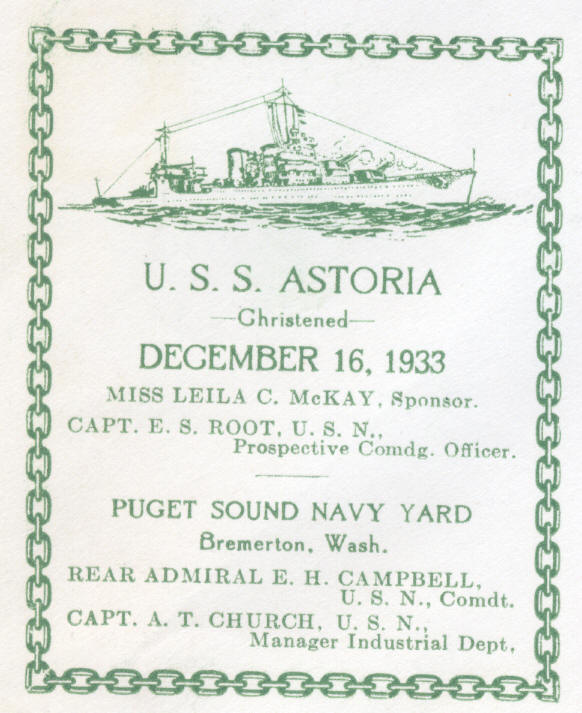 U. S. S. ASTORIA
—Christened—
DECEMBER 16, 1933
MISS LEILA C. McKAY, Sponsor.
CAPT. E. S. ROOT, U. S. N.,
Prospective Comdg. Officer.
PUGET SOUND NAVY YARD
Bremerton, Wash.
REAR ADMIRAL E. H. CAMPBELL,
U. S. N., Comdt.
CAPT. A. T. CHURCH, U. S. N.,
Manager Industrial Dept,